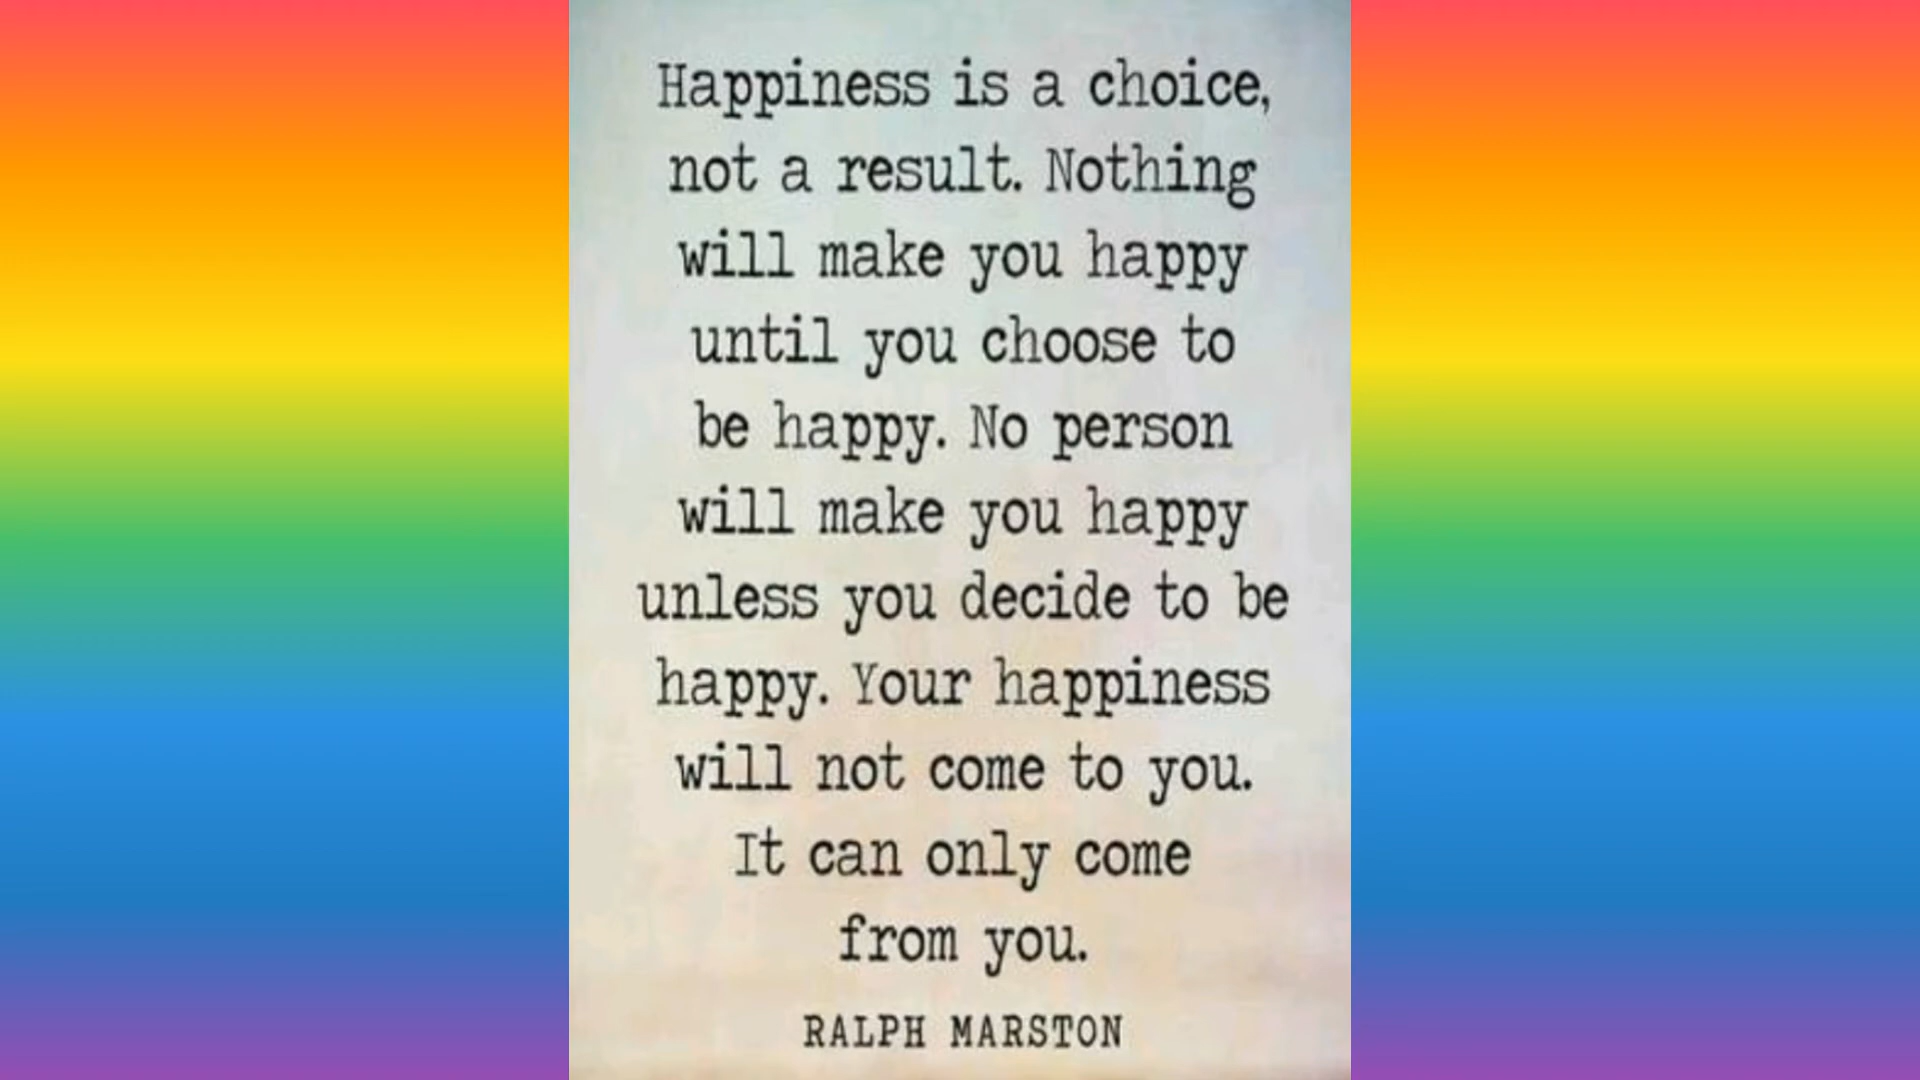 Happiness is a choice,
not a result. Nothing
will make you happy
until you choose to
be happy. No person
will make you happy
unless you decide to be
happy. Your happiness
will not come to you.
It can only come
from you.
RALPH MARSTON